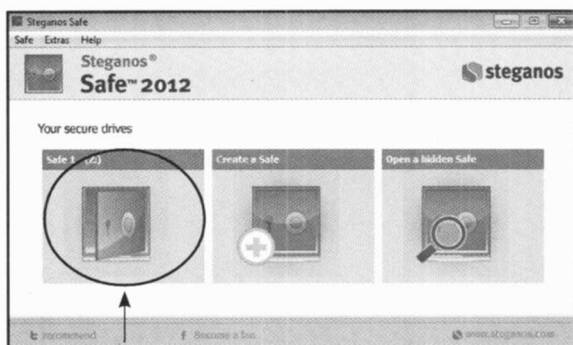 Steganos Safe
Safe Extras Help
Steganos®
Safe™ 2012
steganos
Your secure drives
Safe 1 (Z:)
Create a Safe
Open a hidden Safe
recommend
Become a fan
www.steganos.com